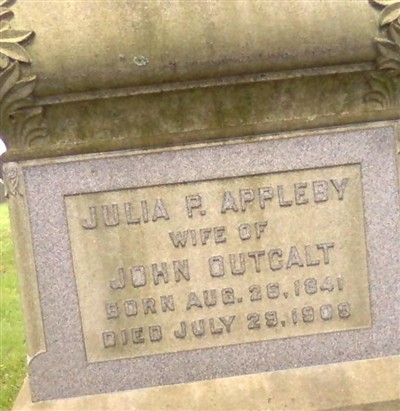 JULIA P. APPLEBY
WIFE OF
JOHN OUTCALT
BORN AUG. 26, 1841
DIED JULY 29, 1909